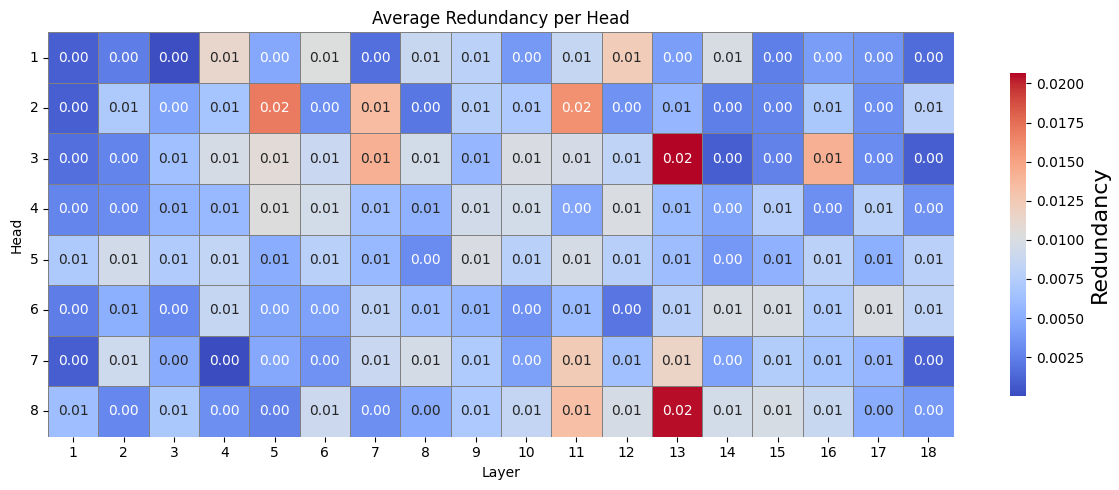 Average Redundancy per Head
1 0.00 0.00 0.00 0.01 0.00 0.01 0.00 0.01 0.01 0.00 0.01 0.01 0.00 0.01 0.00 0.00 0.00 0.00
2 0.00 0.01 0.00 0.01 0.02 0.00 0.01 0.00 0.01 0.01 0.02 0.00 0.01 0.00 0.00 0.01 0.00 0.01
3 0.00 0.00 0.01 0.01 0.01 0.01 0.01 0.01 0.01 0.01 0.01 0.01 0.02 0.00 0.00 0.01 0.00 0.00
4 0.00 0.00 0.01 0.01 0.01 0.01 0.01 0.01 0.01 0.01 0.00 0.01 0.01 0.00 0.01 0.00 0.01 0.00
5 0.01 0.01 0.01 0.01 0.01 0.01 0.01 0.00 0.01 0.01 0.01 0.01 0.01 0.00 0.01 0.01 0.01 0.01
6 0.00 0.01 0.00 0.01 0.00 0.00 0.01 0.01 0.01 0.00 0.01 0.00 0.01 0.01 0.01 0.01 0.01 0.01
7 0.00 0.01 0.00 0.00 0.00 0.00 0.01 0.01 0.01 0.00 0.01 0.01 0.01 0.00 0.01 0.01 0.01 0.00
8 0.01 0.00 0.01 0.00 0.00 0.01 0.00 0.00 0.01 0.01 0.01 0.01 0.02 0.01 0.01 0.01 0.00 0.00
1 2 3 4 5 6 7 8 9 10 11 12 13 14 15 16 17 18
Layer
Head
0.0200
0.0175
0.0150
0.0125
0.0100
0.0075
0.0050
0.0025
Redundancy